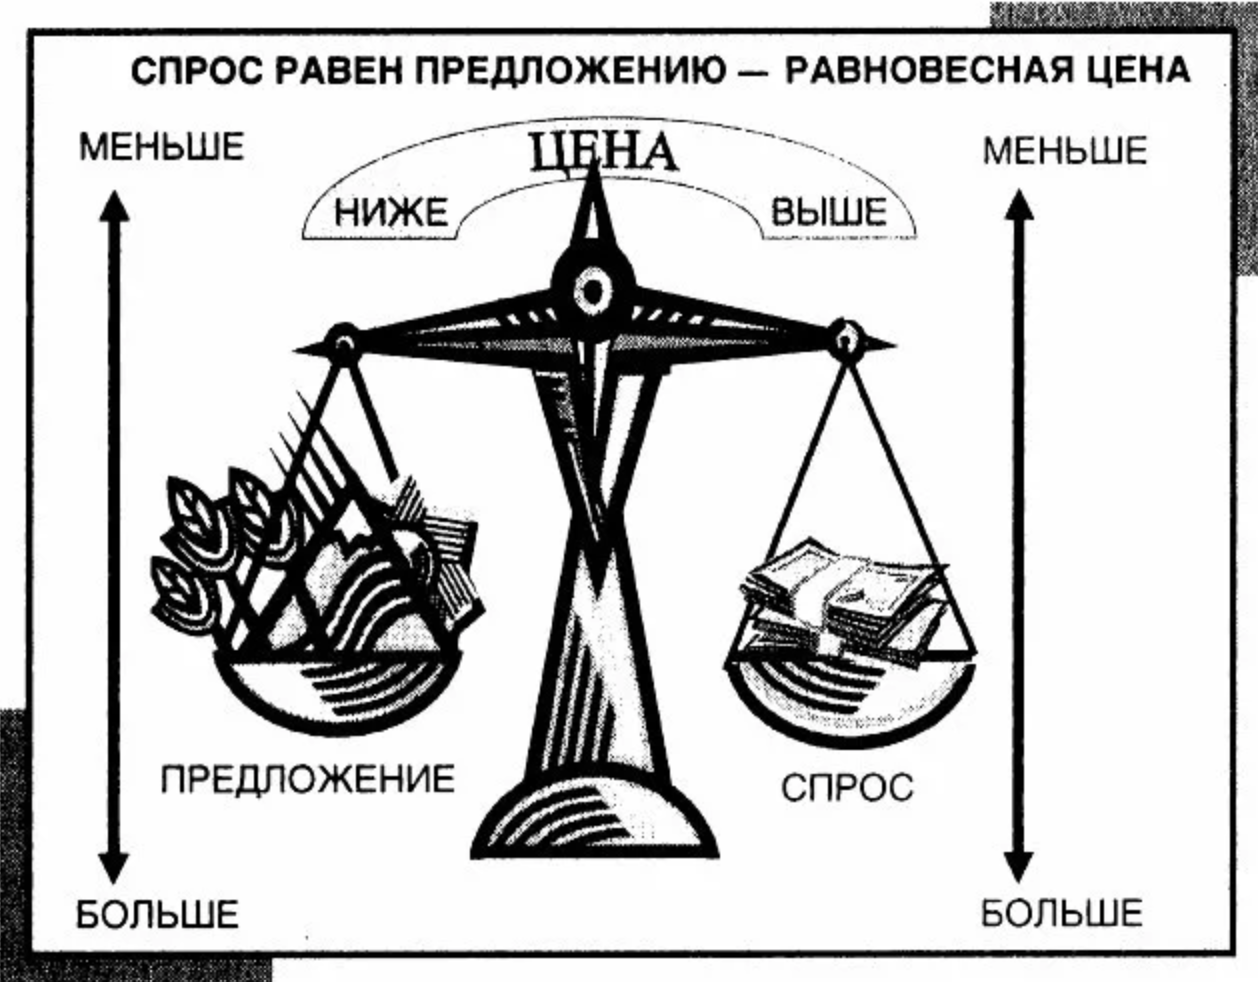 СПРОС РАВЕН ПРЕДЛОЖЕНИЮ — РАВНОВЕСНАЯ ЦЕНА
МЕНЬШЕ
ЦЕНА
МЕНЬШЕ
НИЖЕ
ВЫШЕ
ПРЕДЛОЖЕНИЕ
СПРОС
БОЛЬШЕ
БОЛЬШЕ